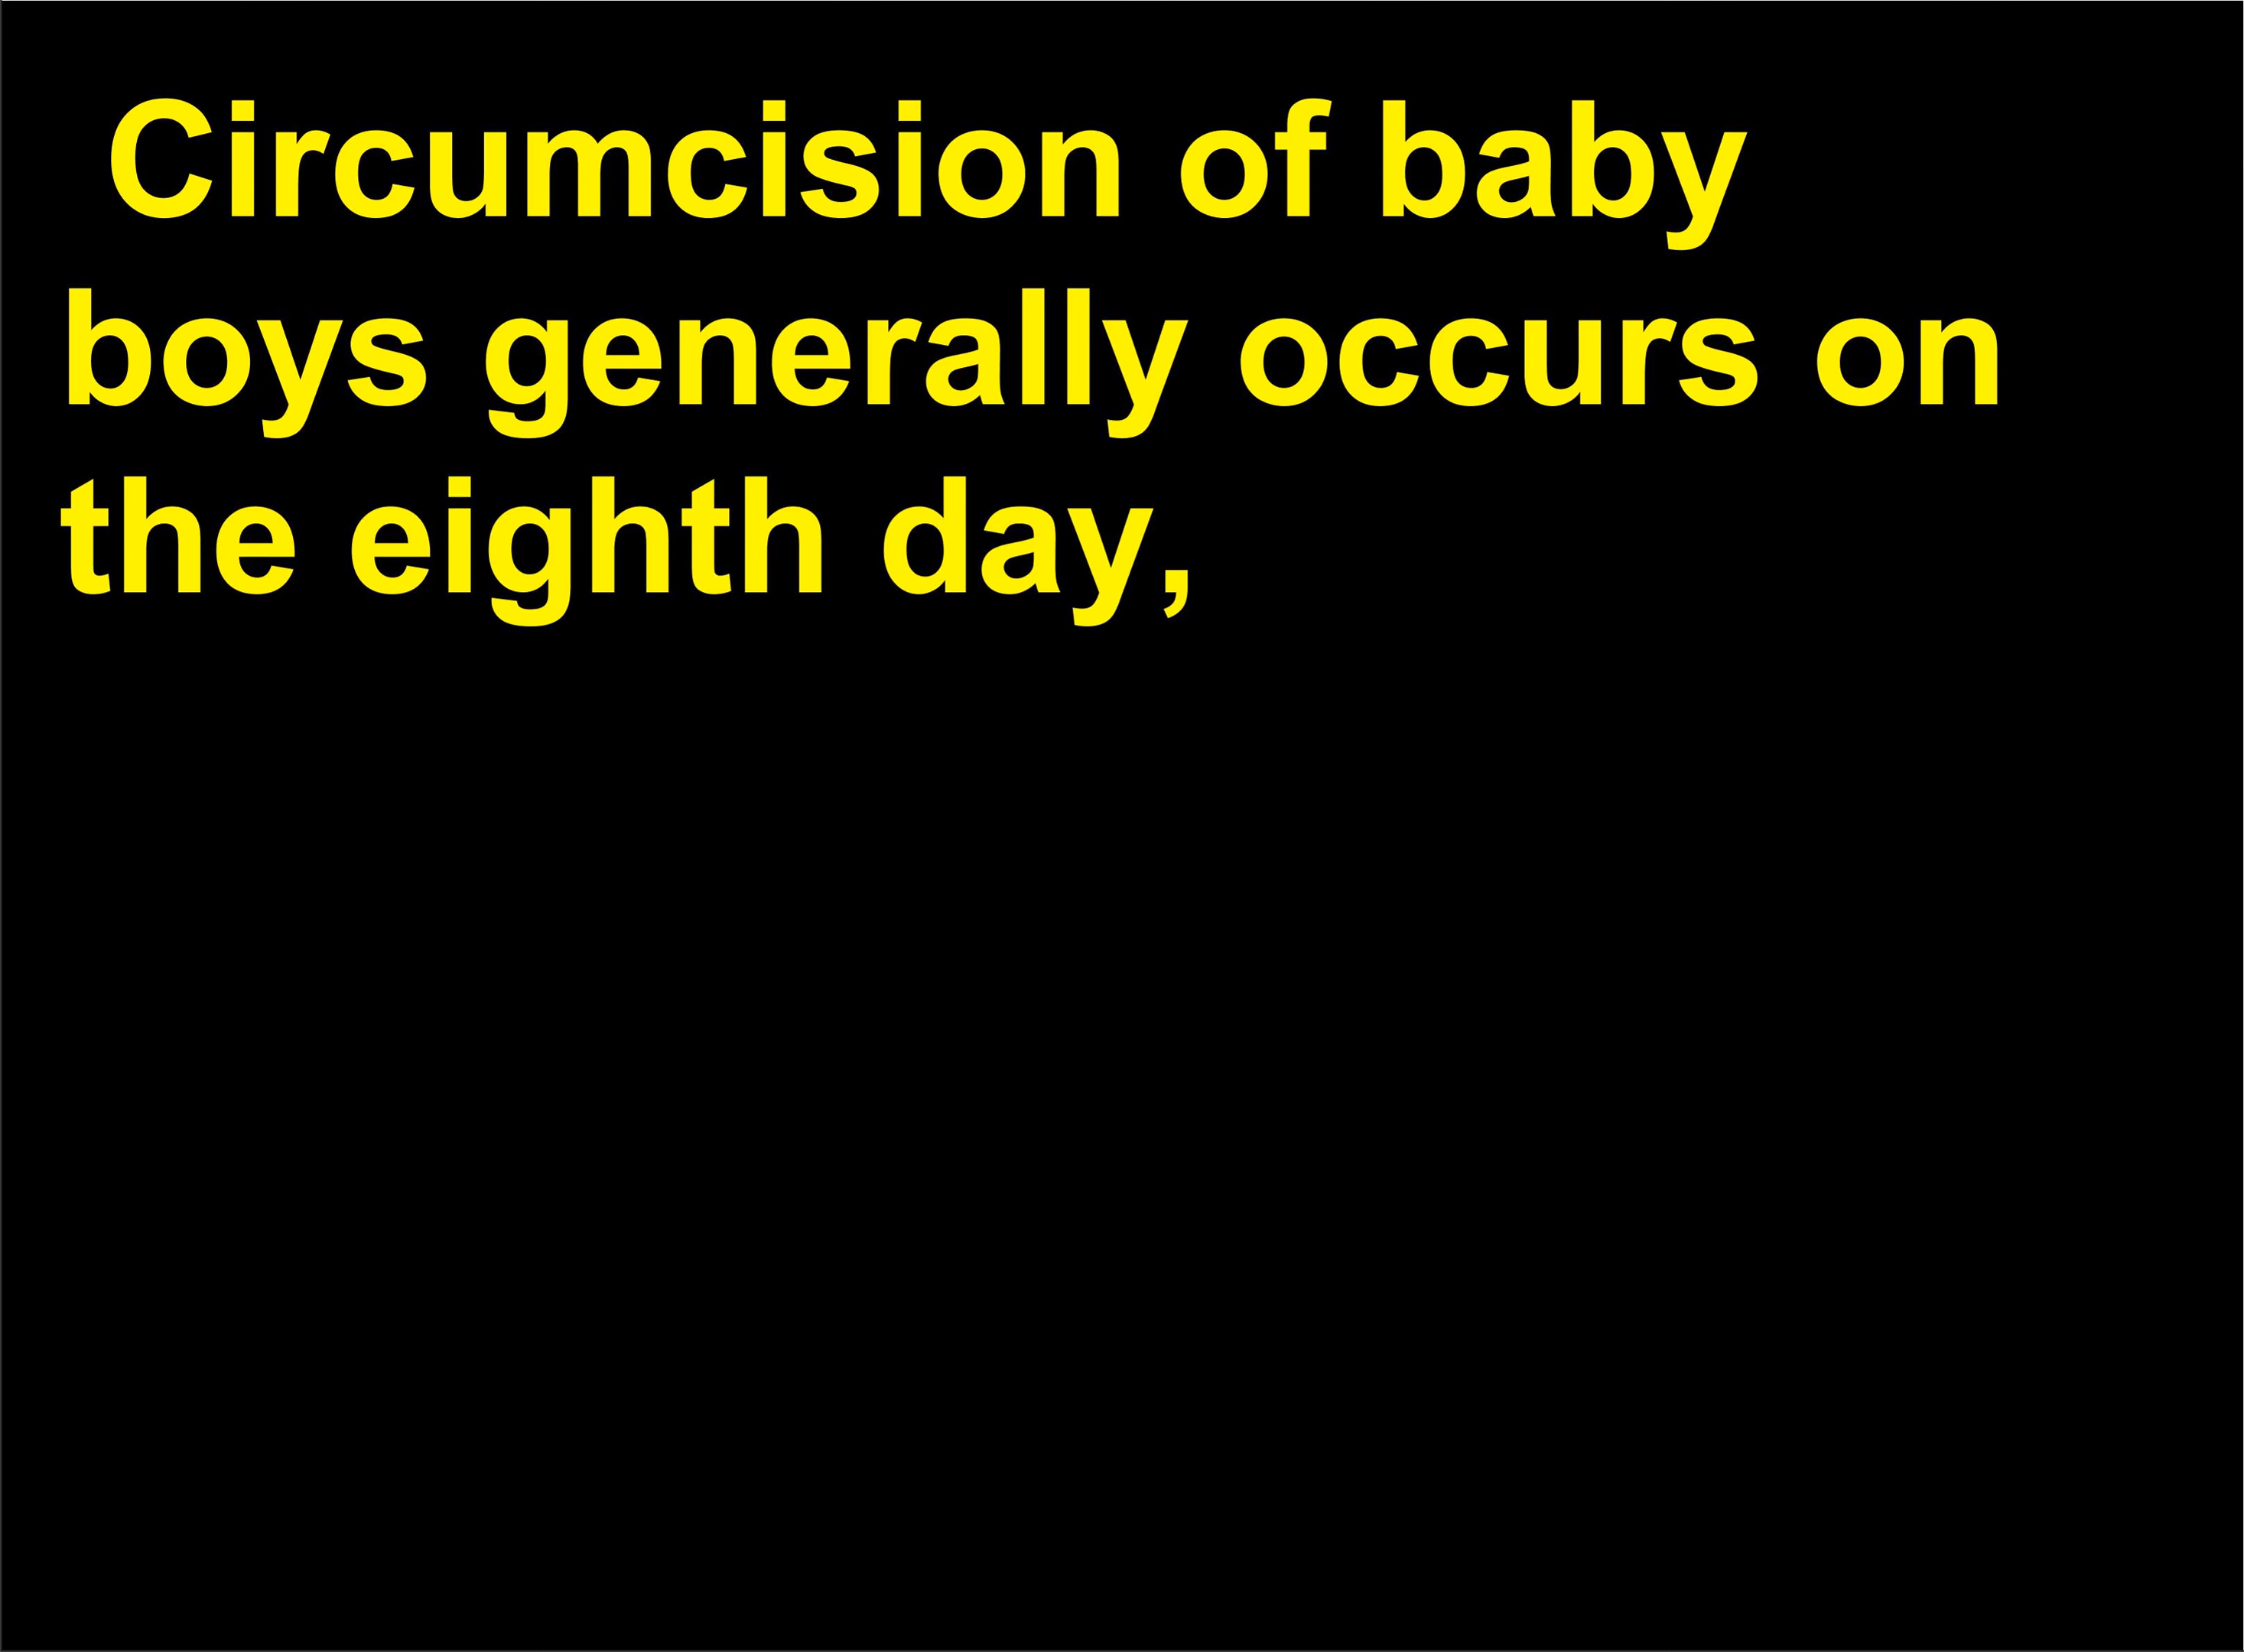 Circumcision of baby
boys generally occurs on
the eighth day,